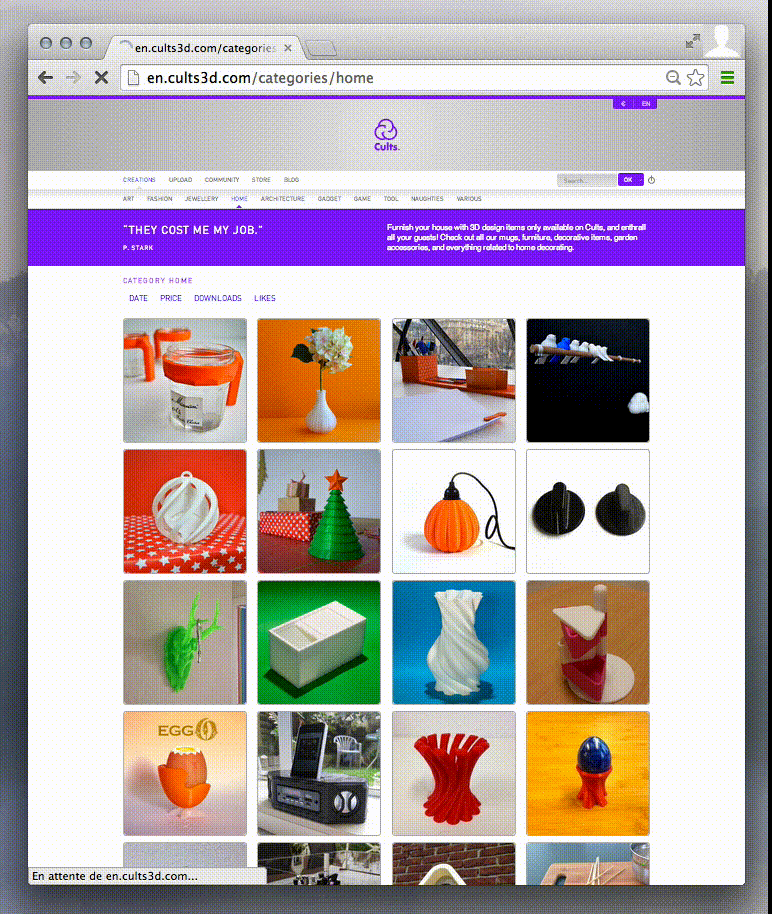 en.cults3d.com/categories
en.cults3d.com/categories/home
€ EN
Cults.
CREATIONS UPLOAD COMMUNITY STORE BLOG
Search... OK
ART FASHION JEWELLERY HOME ARCHITECTURE GADGET GAME TOOL NAUGHTIES VARIOUS
"THEY COST ME MY JOB."
P. STARK
Furnish your house with 3D design items only available on Cults, and enthrall
all your guests! Check out all our mugs, furniture, decorative items, garden
accessories, and everything related to home decorating.
CATEGORY HOME
DATE PRICE DOWNLOADS LIKES
EGG
En attente de en.cults3d.com...